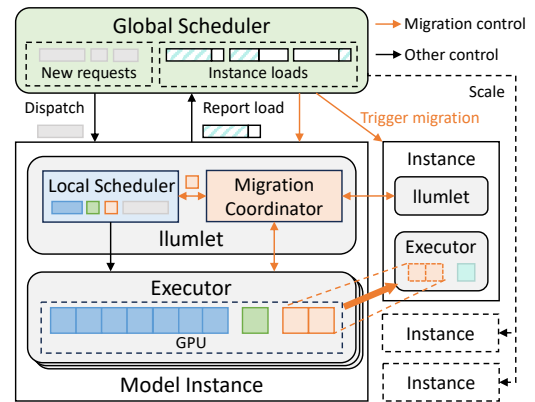 Global Scheduler
New requests
Instance loads
Migration control
Other control
Dispatch
Report load
Trigger migration
Scale
Local Scheduler
Migration
Coordinator
llumlet
Executor
GPU
Model Instance
Instance
llumlet
Executor
Instance
Instance